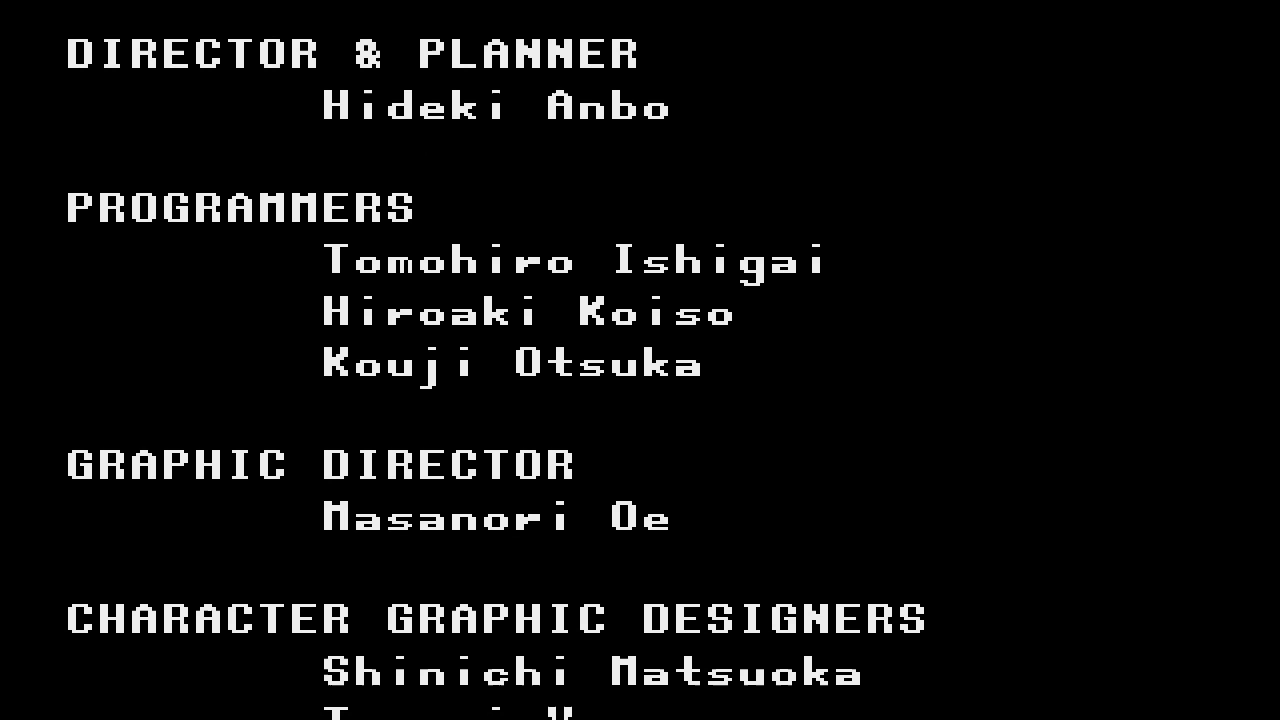 DIRECTOR & PLANNER
Hideki Anbo
PROGRAMMERS
Tomohiro Ishigai
Hiroaki Koiso
Kouji Otsuka
GRAPHIC DIRECTOR
Masanori Oe
CHARACTER GRAPHIC DESIGNERS
Shinichi Matsuoka